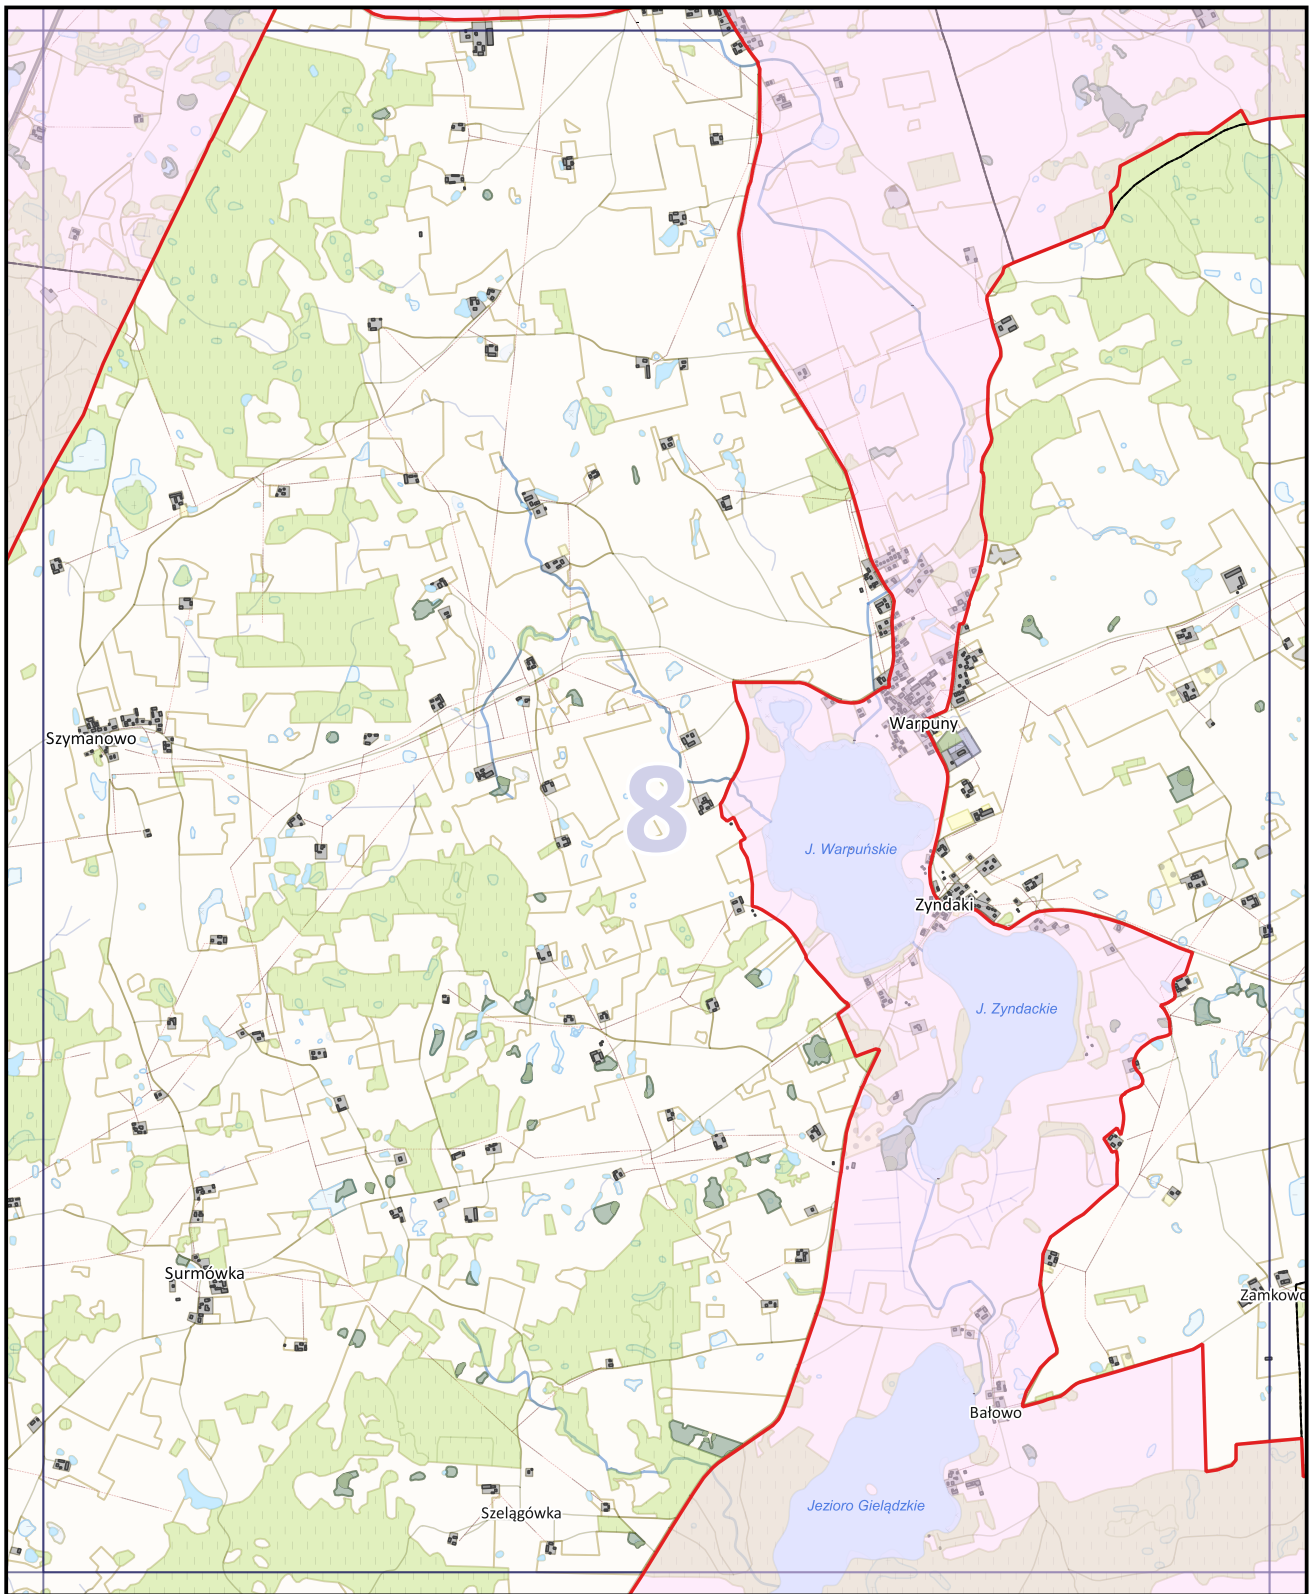 Warpuny
Szymanowo
8
J. Warpuńskie
Zyndaki
J. Zyndackie
Surmówka
Zamkowo
Bałowo
Jezioro Gielądzkie
Szelągówka